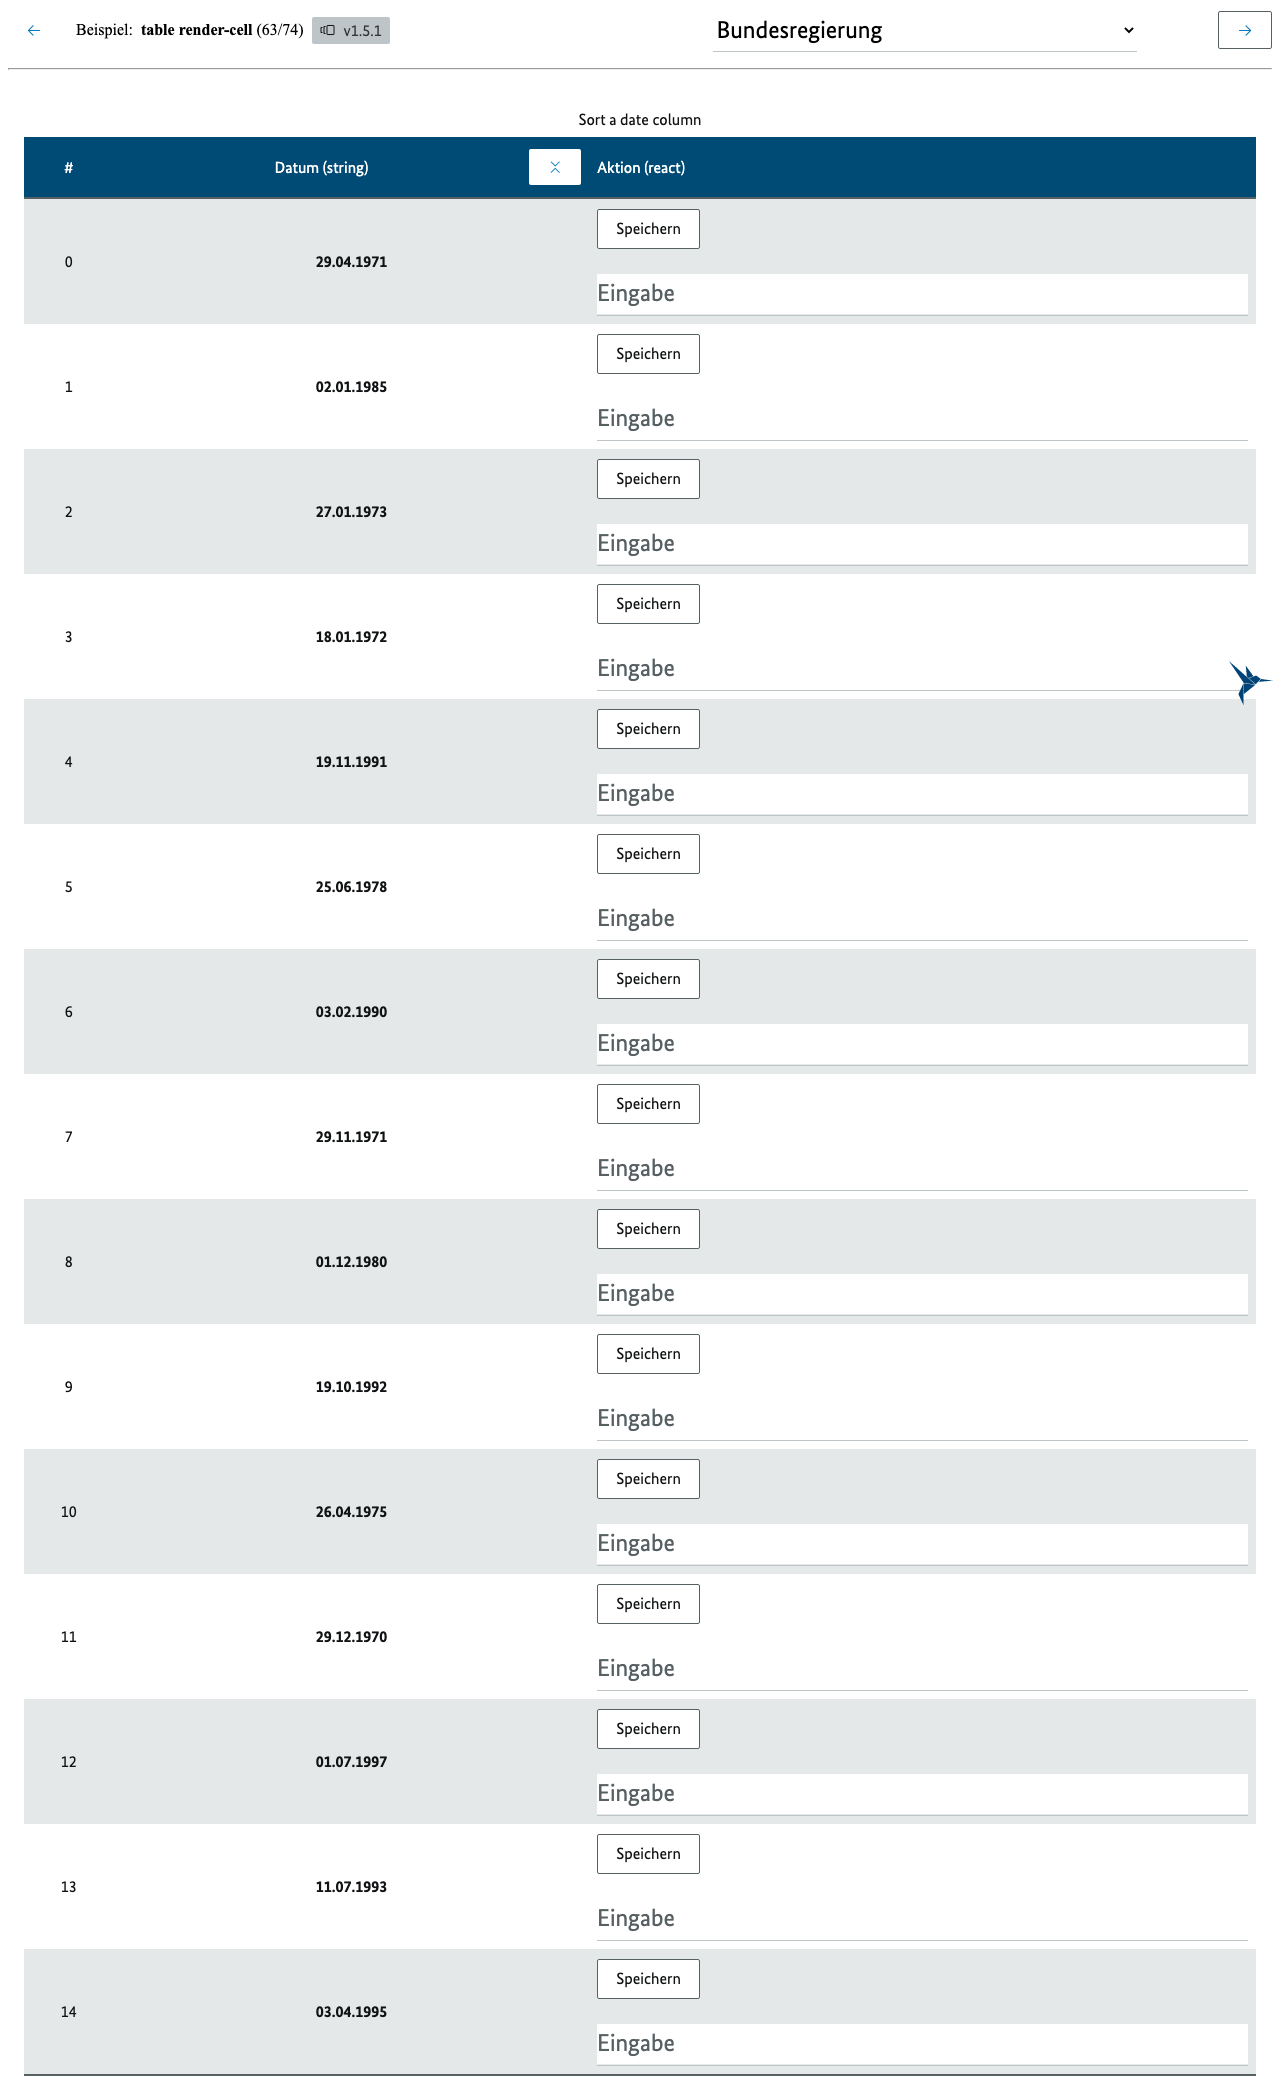 Beispiel: table render-cell (63/74) v1.5.1 Bundesregierung
Sort a date column
# Datum (string) Aktion (react)
Speichern
0 29.04.1971
Eingabe
Speichern
1 02.01.1985
Eingabe
Speichern
2 27.01.1973
Eingabe
Speichern
3 18.01.1972
Eingabe
Speichern
4 19.11.1991
Eingabe
Speichern
5 25.06.1978
Eingabe
Speichern
6 03.02.1990
Eingabe
Speichern
7 29.11.1971
Eingabe
Speichern
8 01.12.1980
Eingabe
Speichern
9 19.10.1992
Eingabe
Speichern
10 26.04.1975
Eingabe
Speichern
11 29.12.1970
Eingabe
Speichern
12 01.07.1997
Eingabe
Speichern
13 11.07.1993
Eingabe
Speichern
14 03.04.1995
Eingabe